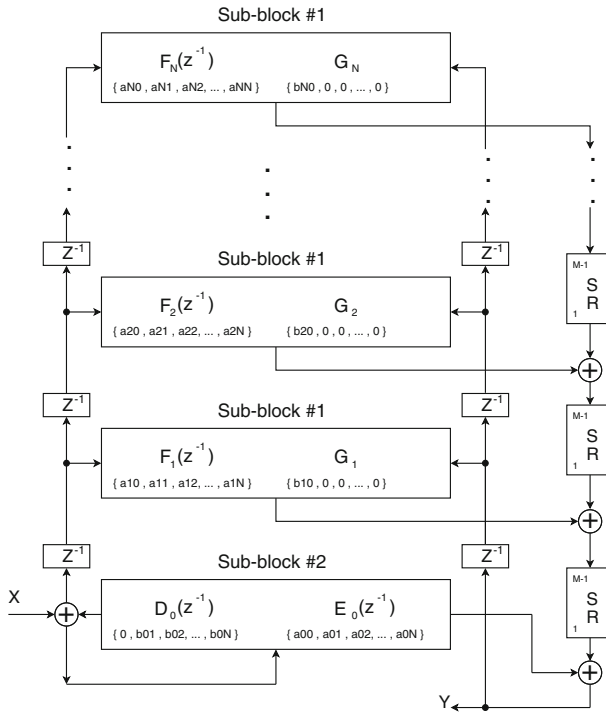 Sub-block #1
F_N(z^-1) G_N
{ aN0 , aN1 , aN2, ... , aNN } { bN0 , 0 , 0 , ... , 0 }
Z^-1 Z^-1
Sub-block #1
M-1
F_2(z^-1) G_2
S
R
{ a20 , a21 , a22, ... , a2N } { b20 , 0 , 0 , ... , 0 }
1
Z^-1 Z^-1
Sub-block #1
M-1
F_1(z^-1) G_1
S
R
{ a10 , a11 , a12, ... , a1N } { b10 , 0 , 0 , ... , 0 }
1
Z^-1 Z^-1
Sub-block #2
M-1
X
D_0(z^-1) E_0(z^-1)
S
R
{ 0 , b01 , b02, ... , b0N } { a00 , a01 , a02, ... , a0N }
1
Y